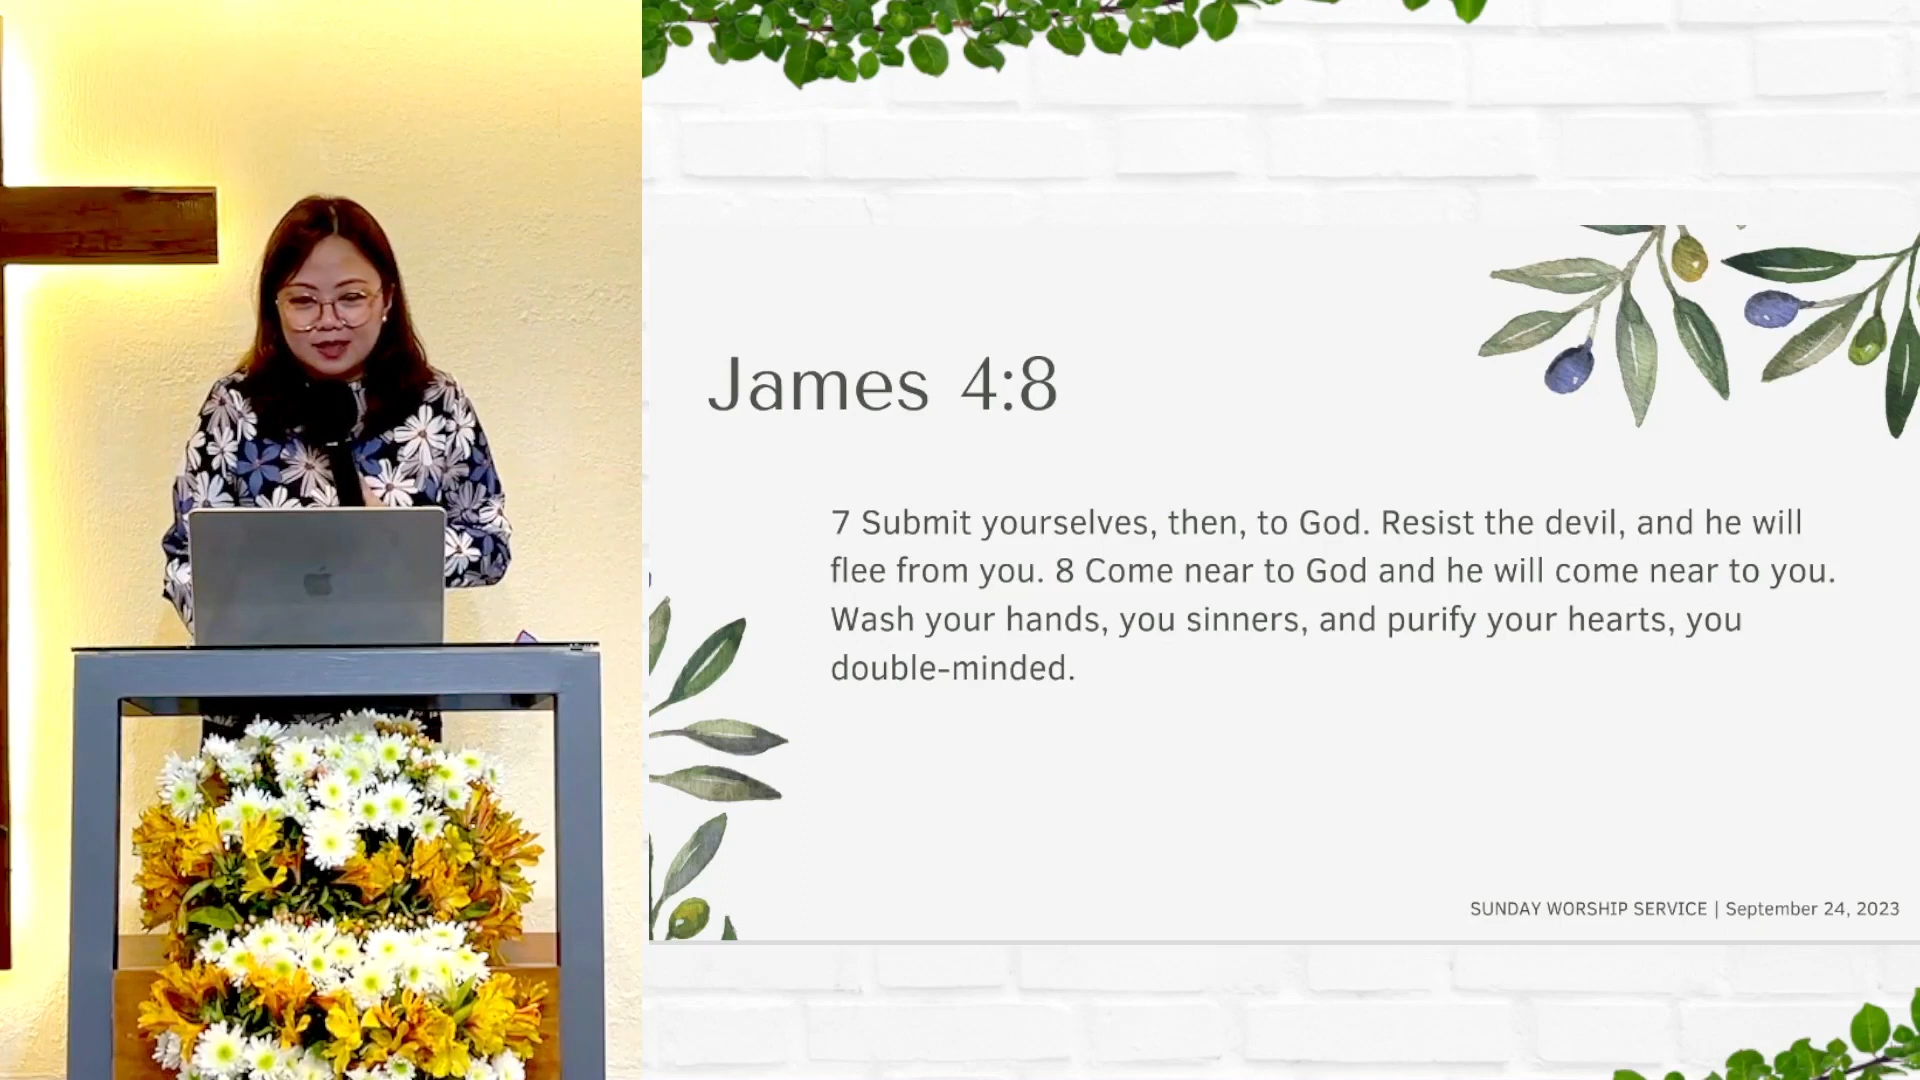 James 4:8
7 Submit yourselves, then, to God. Resist the devil, and he will
flee from you. 8 Come near to God and he will come near to you.
Wash your hands, you sinners, and purify your hearts, you
double-minded.
SUNDAY WORSHIP SERVICE | September 24, 2023